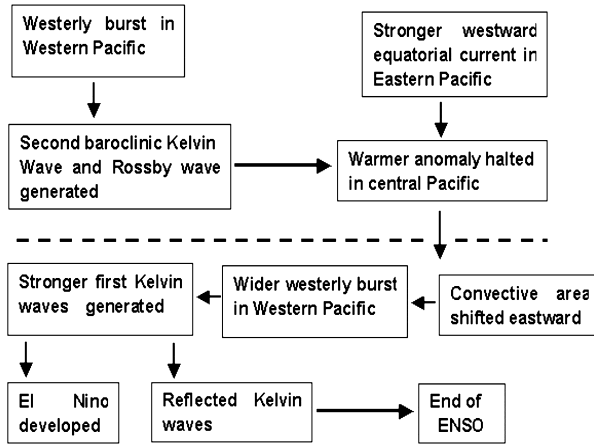 Westerly burst in
Western Pacific
Stronger westward
equatorial current in
Eastern Pacific
Second baroclinic Kelvin
Wave and Rossby wave
generated
Warmer anomaly halted
in central Pacific
Stronger first Kelvin
waves generated
Wider westerly burst
in Western Pacific
Convective area
shifted eastward
El Nino
developed
Reflected Kelvin
waves
End of
ENSO